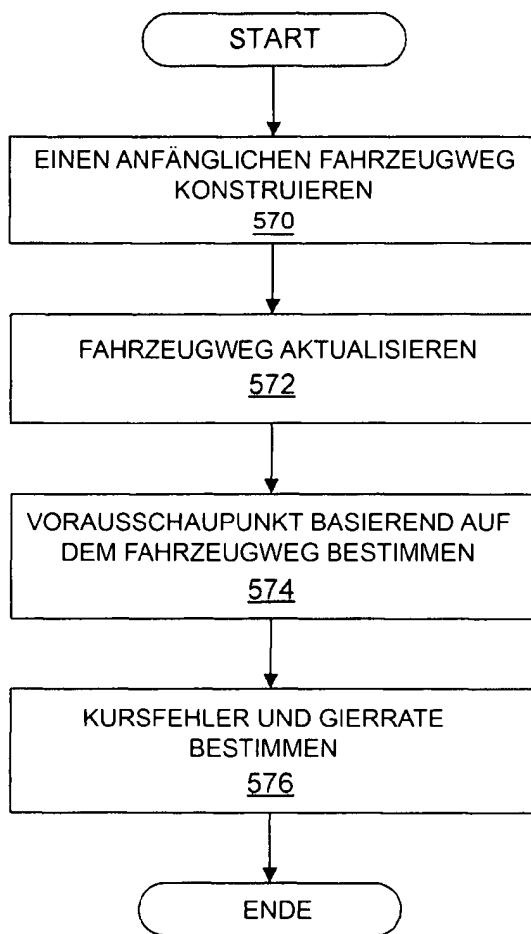 START
EINEN ANFÄNGLICHEN FAHRZEUGWEG
KONSTRUIEREN
570
FAHRZEUGWEG AKTUALISIEREN
572
VORAUSSCHAUPUNKT BASIEREND AUF
DEM FAHRZEUGWEG BESTIMMEN
574
KURSFEHLER UND GIERRATE
BESTIMMEN
576
ENDE